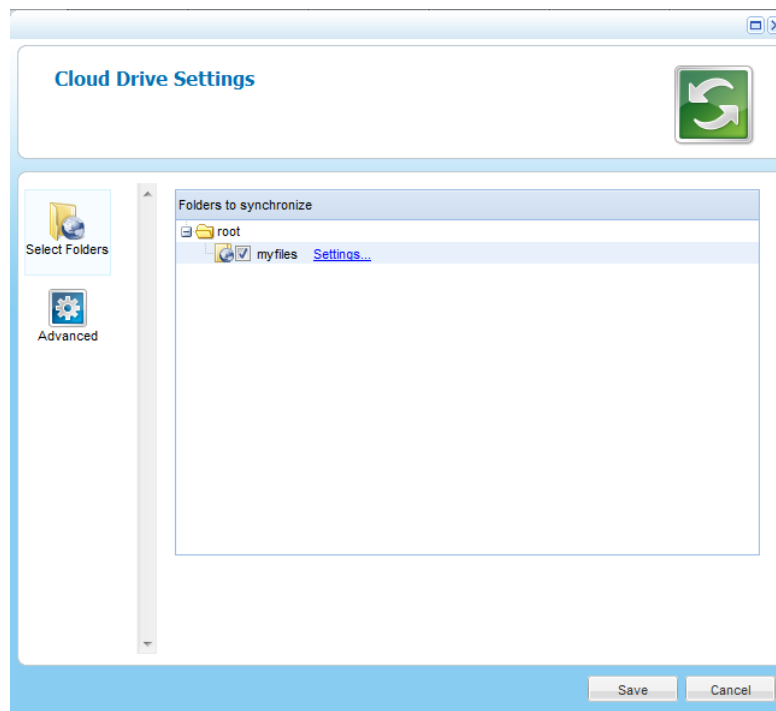 Cloud Drive Settings
Select Folders
Advanced
Folders to synchronize
root
myfiles Settings...
Save Cancel